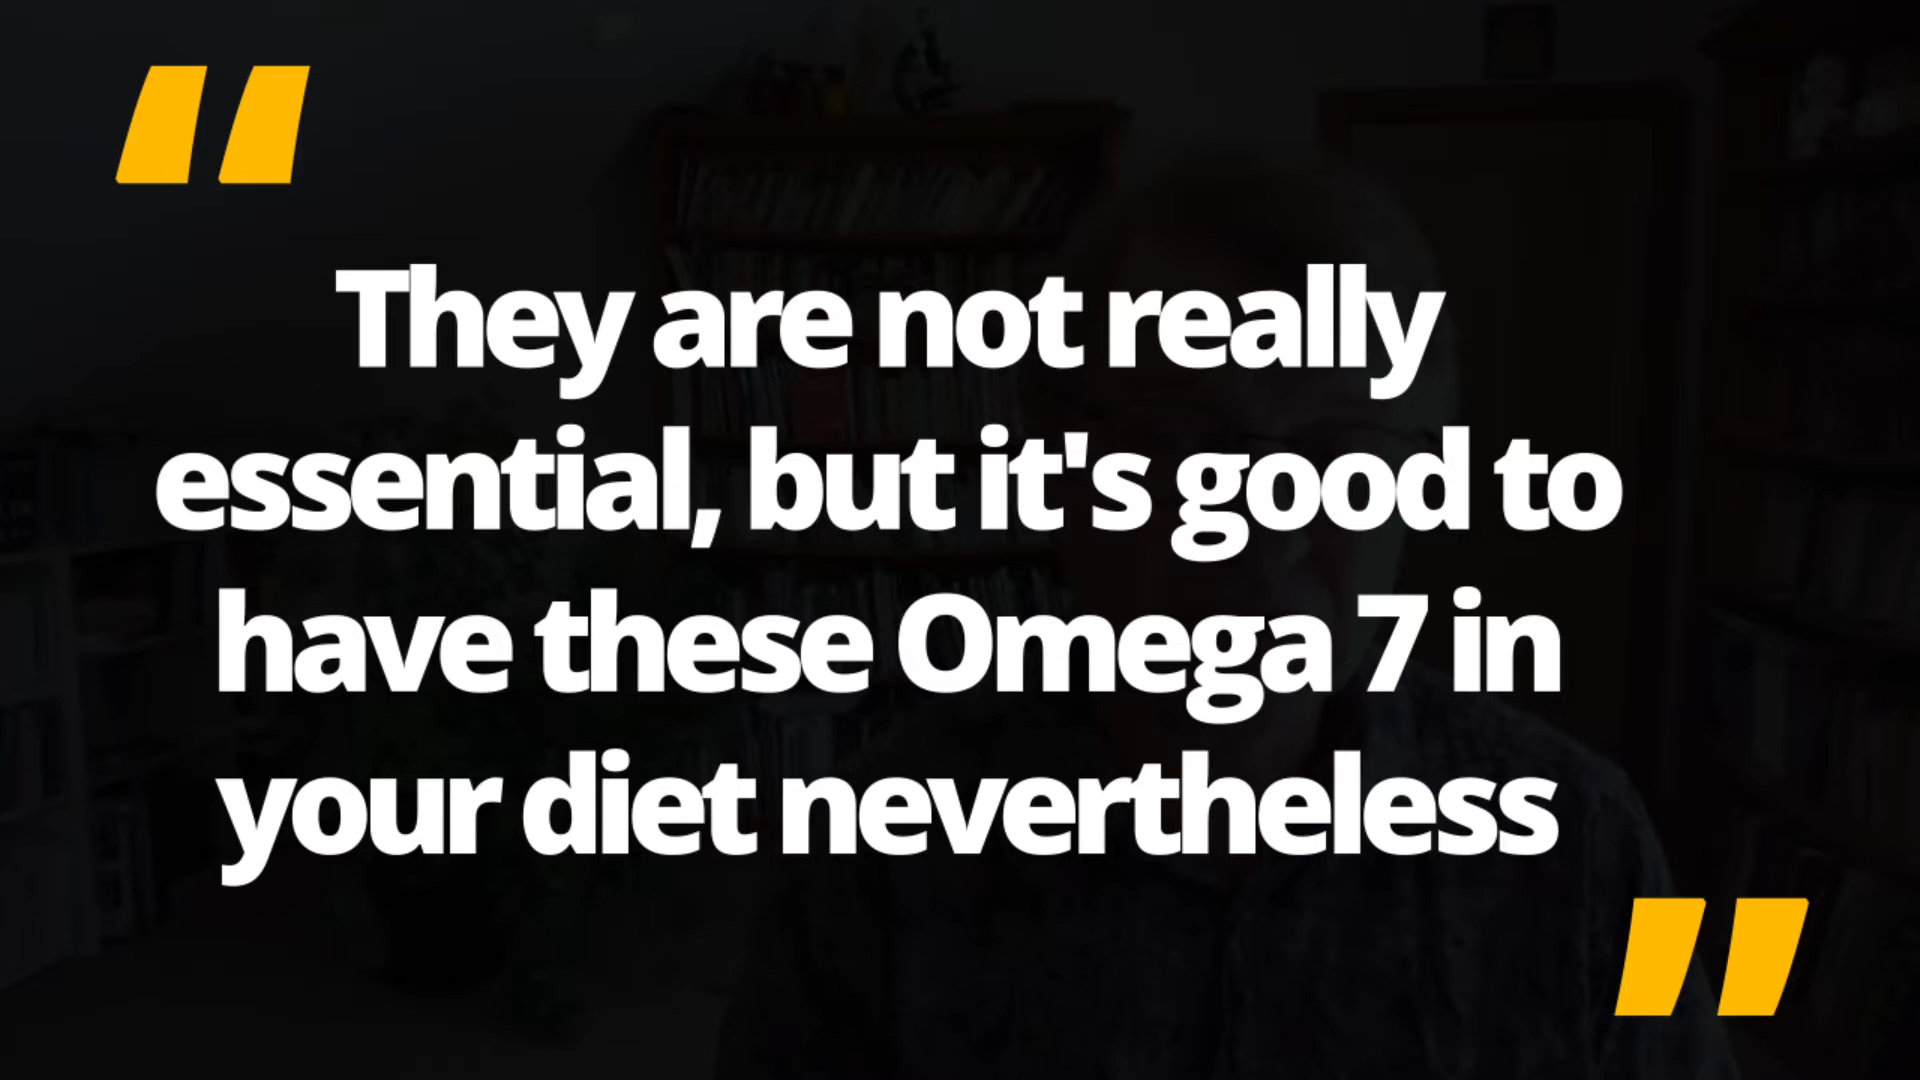 “
They are not really
essential, but it's good to
have these Omega 7 in
your diet nevertheless
”